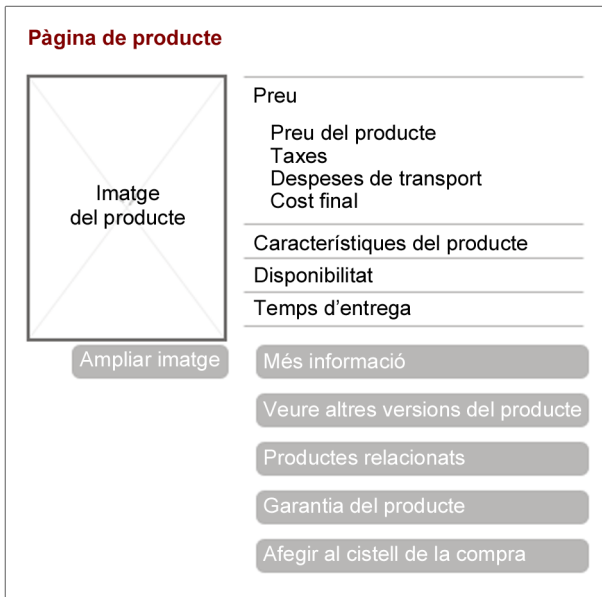 Pàgina de producte
Imatge
del producte
Ampliar imatge
Preu
Preu del producte
Taxes
Despeses de transport
Cost final
Característiques del producte
Disponibilitat
Temps d’entrega
Més informació
Veure altres versions del producte
Productes relacionats
Garantia del producte
Afegir al cistell de la compra